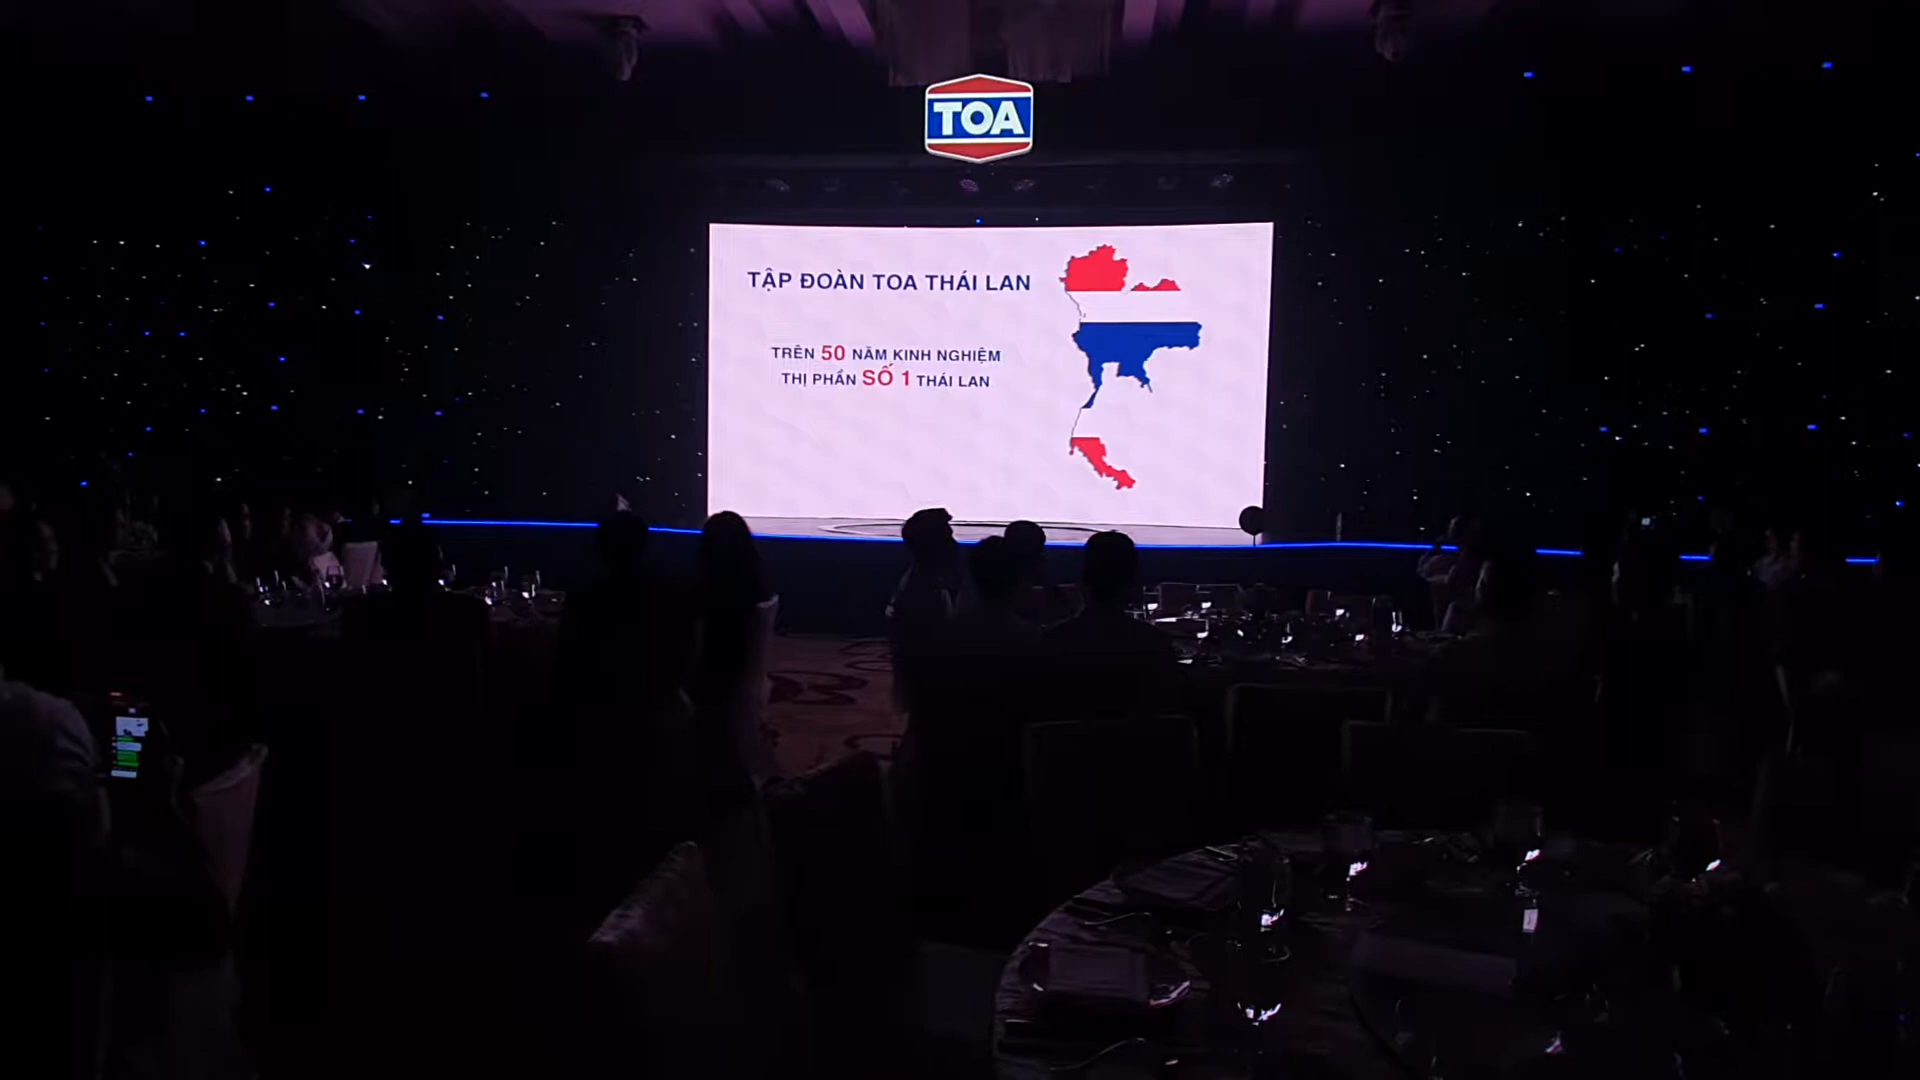 TOA
TẬP ĐOÀN TOA THÁI LAN
TRÊN 50 NĂM KINH NGHIỆM
THỊ PHẦN SỐ 1 THÁI LAN